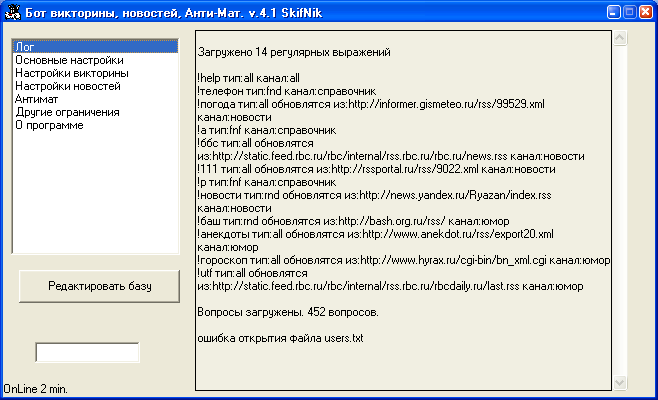 Бот викторины, новостей, Анти-Мат. v.4.1 SkifNik
Лог
Основные настройки
Настройки викторины
Настройки новостей
Антимат
Другие ограничения
О программе
Редактировать базу
OnLine 2 min.
Загружено 14 регулярных выражений
!help тип:all канал:all
!телефон тип:fnd канал:справочник
!погода тип:all обновлятся из:http://informer.gismeteo.ru/rss/99529.xml
канал:новости
!а тип:fnf канал:справочник
!ббс тип:all обновлятся
из:http://static.feed.rbc.ru/rbc/internal/rss.rbc.ru/rbc.ru/news.rss канал:новости
!111 тип:all обновлятся из:http://rssportal.ru/rss/9022.xml канал:новости
!р тип:fnf канал:справочник
!новости тип:rnd обновлятся из:http://news.yandex.ru/Ryazan/index.rss
канал:новости
!баш тип:rnd обновлятся из:http://bash.org.ru/rss/ канал:юмор
!анекдоты тип:all обновлятся из:http://www.anekdot.ru/rss/export20.xml
канал:юмор
!гороскоп тип:all обновлятся из:http://www.hyrax.ru/cgi-bin/bn_xml.cgi канал:юмор
!utf тип:all обновлятся
из:http://static.feed.rbc.ru/rbc/internal/rss.rbc.ru/rbcdaily.ru/last.rss канал:юмор
Вопросы загружены. 452 вопросов.
ошибка открытия файла users.txt